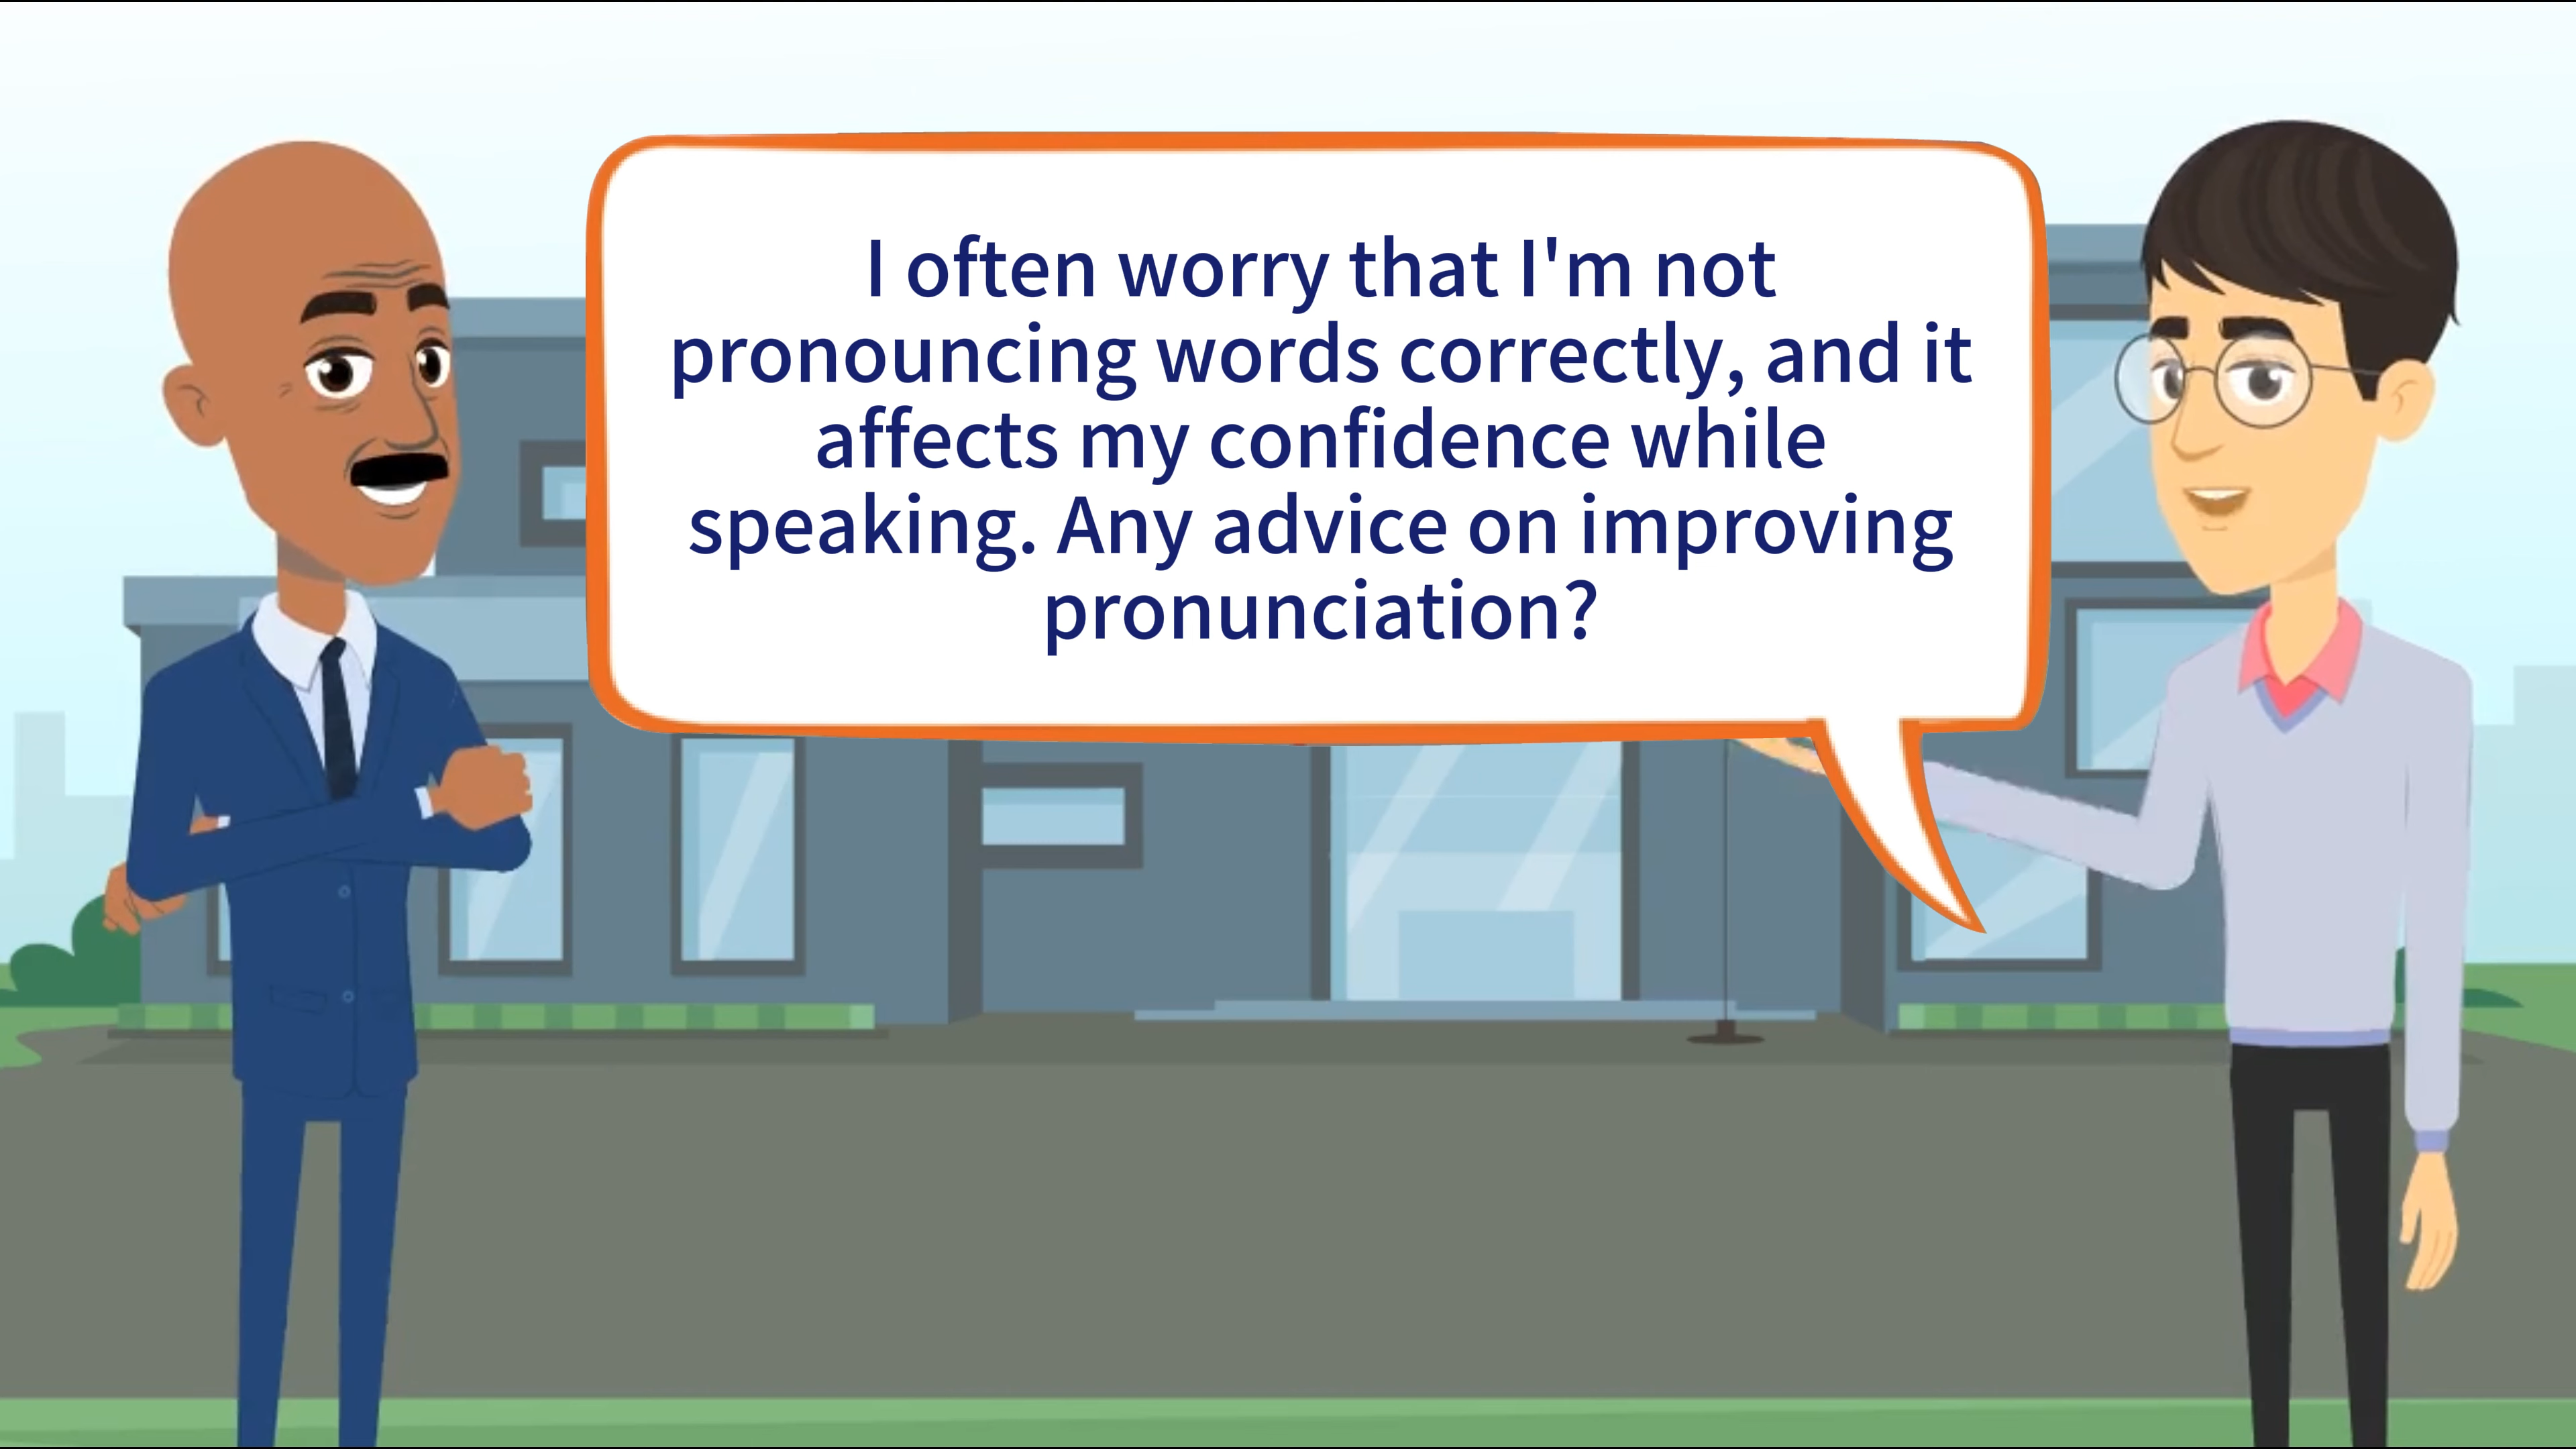 I often worry that I'm not
pronouncing words correctly, and it
affects my confidence while
speaking. Any advice on improving
pronunciation?